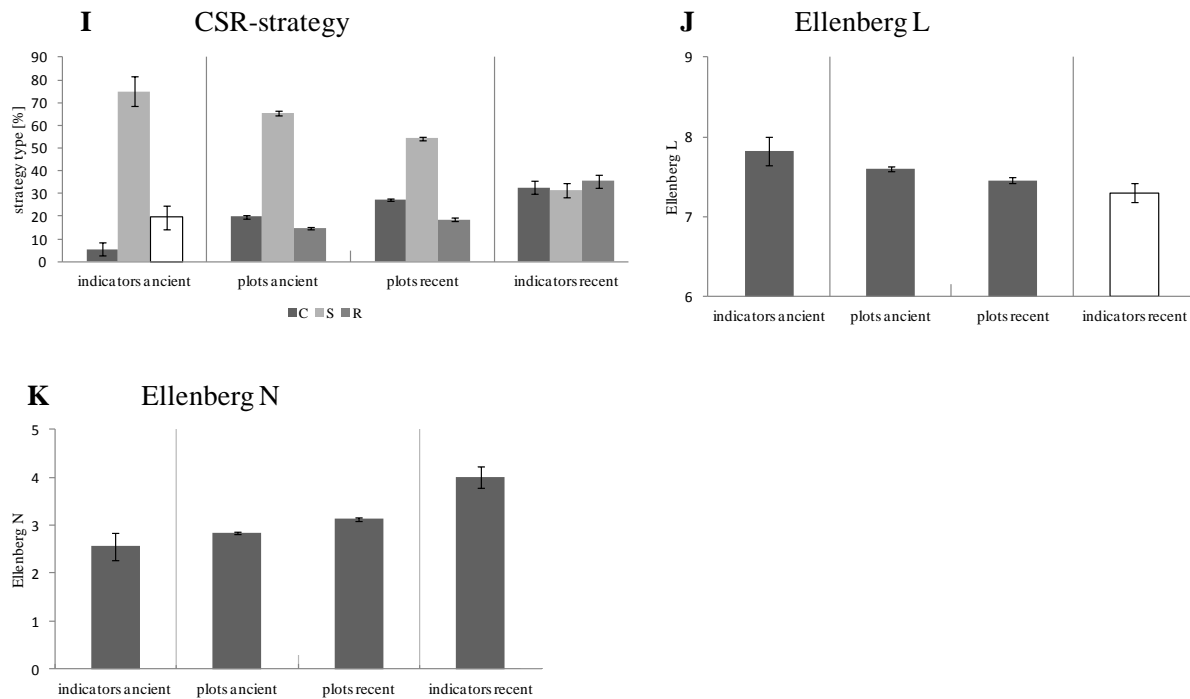 I CSR-strategy
strategy type [%]
90
80
70
60
50
40
30
20
10
0
indicators ancient plots ancient plots recent indicators recent
C S R
J Ellenberg L
Ellenberg L
9
8
7
6
indicators ancient plots ancient plots recent indicators recent
K Ellenberg N
Ellenberg N
5
4
3
2
1
0
indicators ancient plots ancient plots recent indicators recent